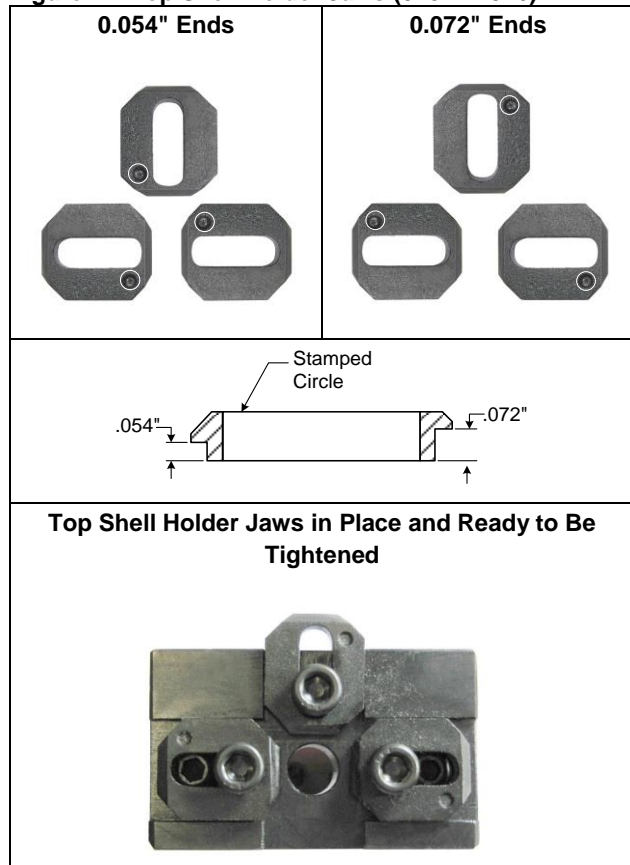 0.054" Ends
0.072" Ends
Stamped
Circle
.054"
.072"
Top Shell Holder Jaws in Place and Ready to Be
Tightened